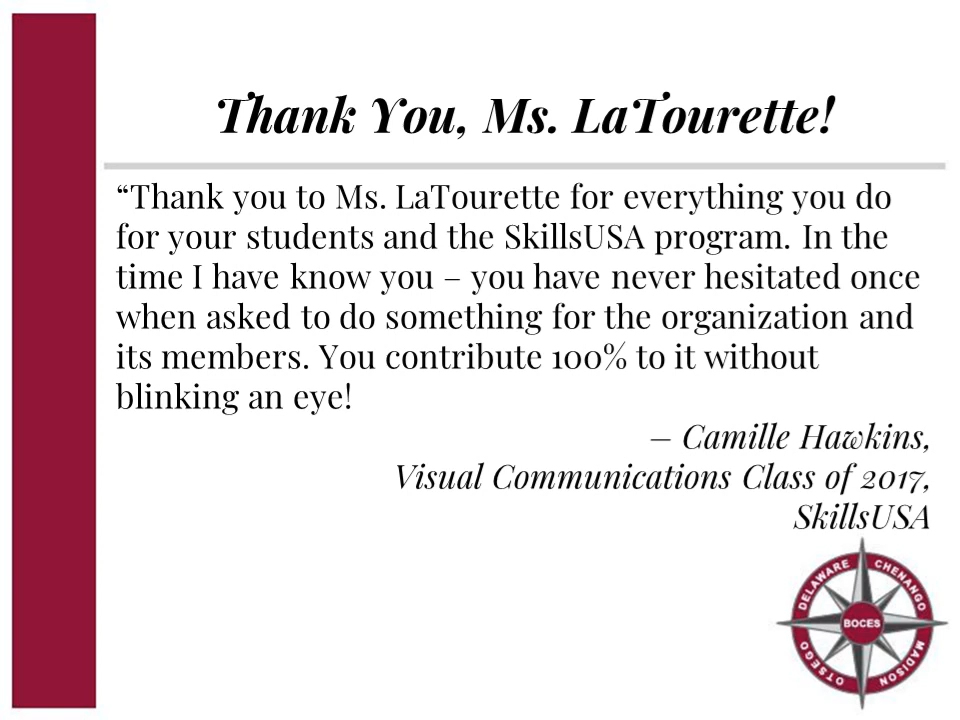 Thank You, Ms. LaTourette!
“Thank you to Ms. LaTourette for everything you do
for your students and the SkillsUSA program. In the
time I have know you – you have never hesitated once
when asked to do something for the organization and
its members. You contribute 100% to it without
blinking an eye!
– Camille Hawkins,
Visual Communications Class of 2017,
SkillsUSA
DELAWARE
CHENANGO
BOCES
OTSEGO
MADISON